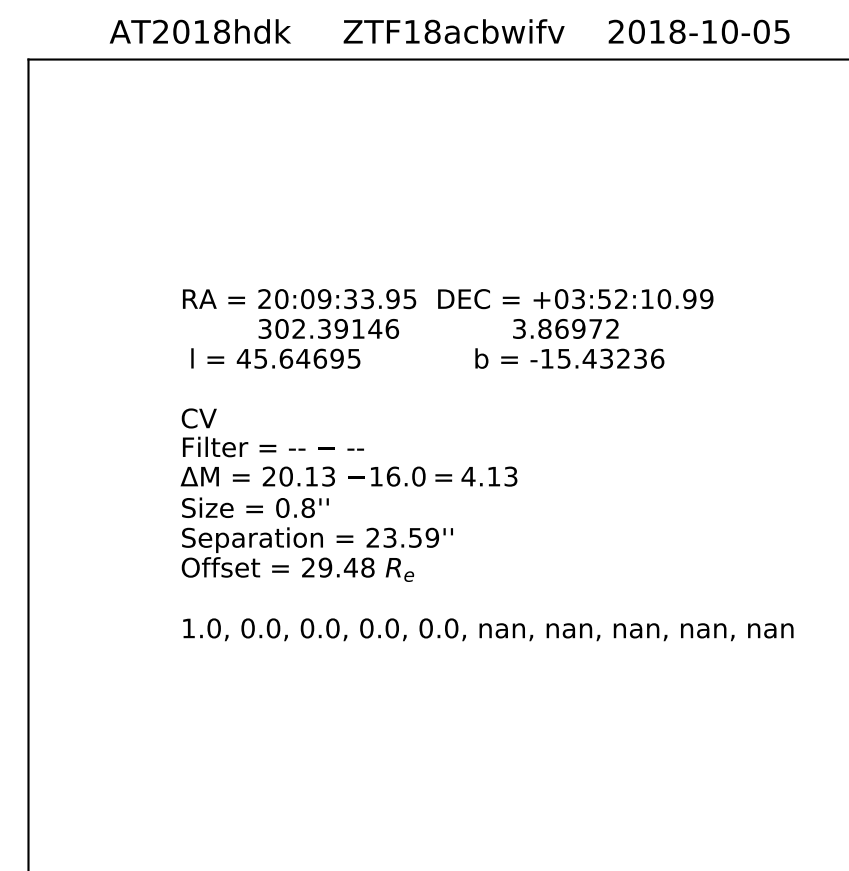 AT2018hdk ZTF18acbwifv 2018-10-05
RA = 20:09:33.95 DEC = +03:52:10.99
302.39146 3.86972
l = 45.64695 b = -15.43236
CV
Filter = -- − --
ΔM = 20.13 −16.0 = 4.13
Size = 0.8''
Separation = 23.59''
Offset = 29.48 Re
1.0, 0.0, 0.0, 0.0, 0.0, nan, nan, nan, nan, nan